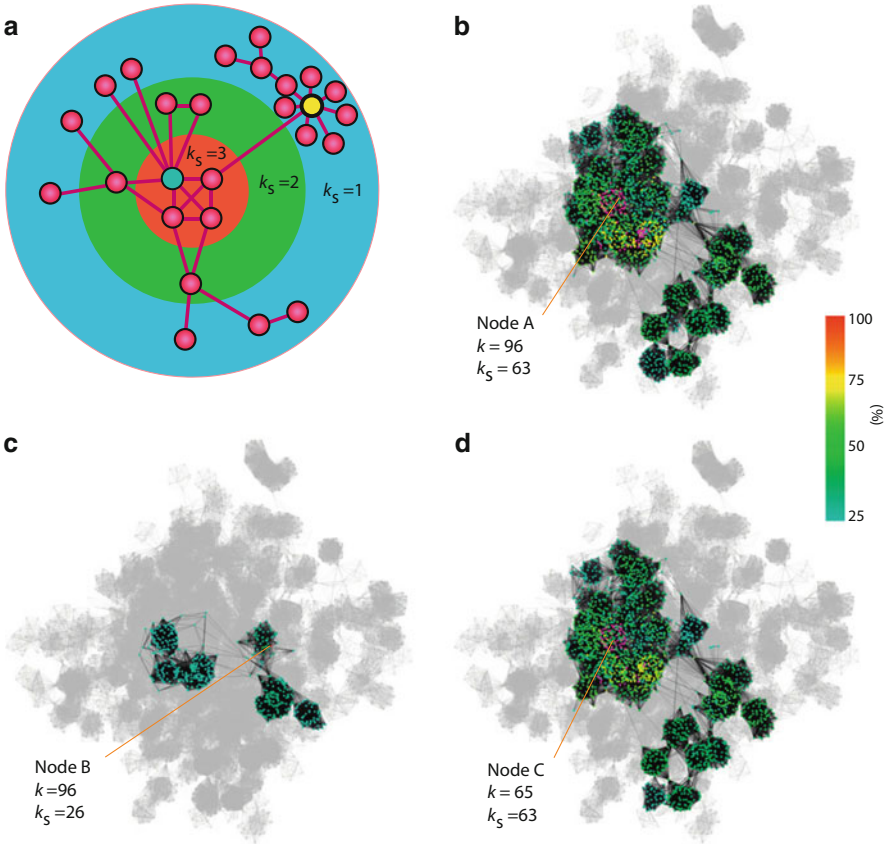 a
k_s =3
k_s =2
k_s =1
b
Node A
k = 96
k_s = 63
100
75
50
25
(%)
c
Node B
k =96
k_s =26
d
Node C
k = 65
k_s =63